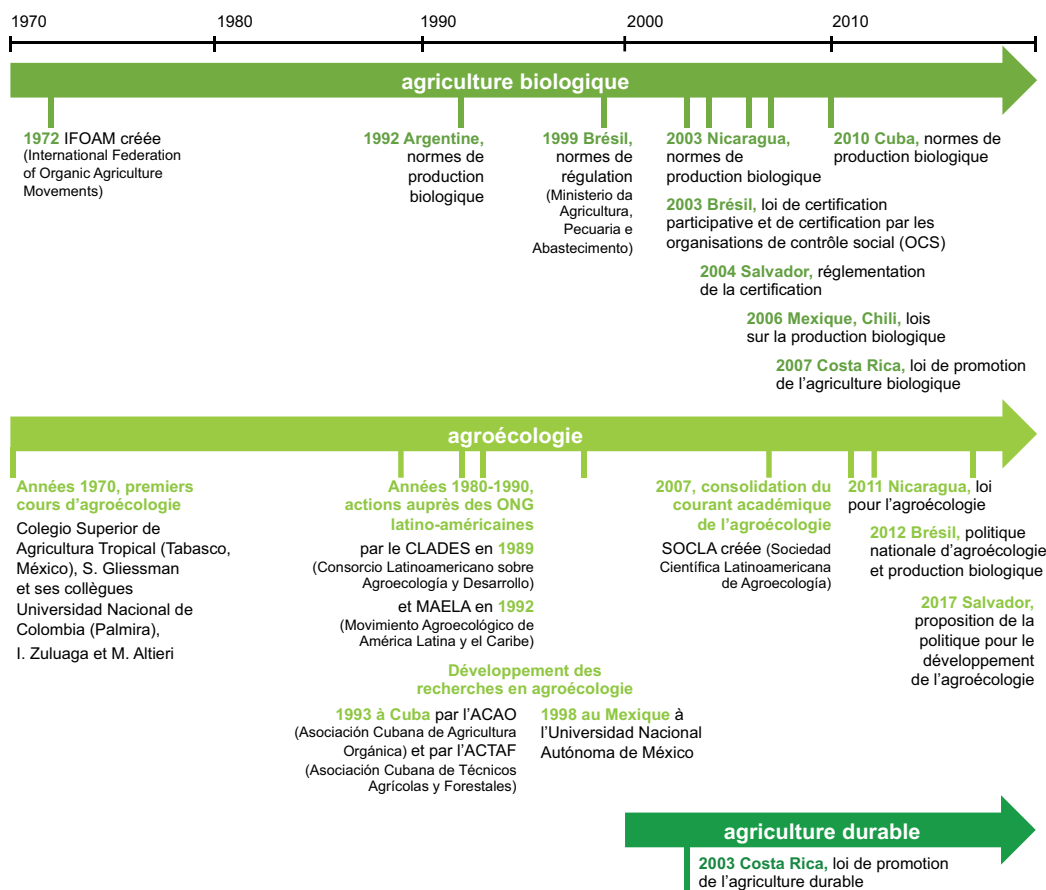 1970
1980
1990
2000
2010
agriculture biologique
1972 IFOAM créée
(International Federation
of Organic Agriculture
Movements)
1992 Argentine,
normes de
production
biologique
1999 Brésil,
normes de
régulation
(Ministerio da
Agricultura,
Pecuaria e
Abastecimento)
2003 Nicaragua,
normes de
production biologique
2003 Brésil, loi de certification
participative et de certification par les
organisations de contrôle social (OCS)
2004 Salvador, réglementation
de la certification
2006 Mexique, Chili, lois
sur la production biologique
2007 Costa Rica, loi de promotion
de l'agriculture biologique
2010 Cuba, normes de
production biologique
agroécologie
Années 1970, premiers
cours d'agroécologie
Colegio Superior de
Agricultura Tropical (Tabasco,
México), S. Gliessman
et ses collègues
Universidad Nacional de
Colombia (Palmira),
I. Zuluaga et M. Altieri
Années 1980-1990,
actions auprès des ONG
latino-américaines
par le CLADES en 1989
(Consorcio Latinoamericano sobre
Agroecología y Desarrollo)
et MAELA en 1992
(Movimiento Agroecológico de
América Latina y el Caribe)
Développement des
recherches en agroécologie
1993 à Cuba par l'ACAO
(Asociación Cubana de Agricultura
Orgánica) et par l'ACTAF
(Asociación Cubana de Técnicos
Agrícolas y Forestales)
1998 au Mexique à
l'Universidad Nacional
Autónoma de México
2007, consolidation du
courant académique
de l'agroécologie
SOCLA créée (Sociedad
Científica Latinoamericana
de Agroecología)
2011 Nicaragua, loi
pour l'agroécologie
2012 Brésil, politique
nationale d'agroécologie
et production biologique
2017 Salvador,
proposition de la
politique pour le
développement
de l'agroécologie
agriculture durable
2003 Costa Rica, loi de promotion
de l'agriculture durable